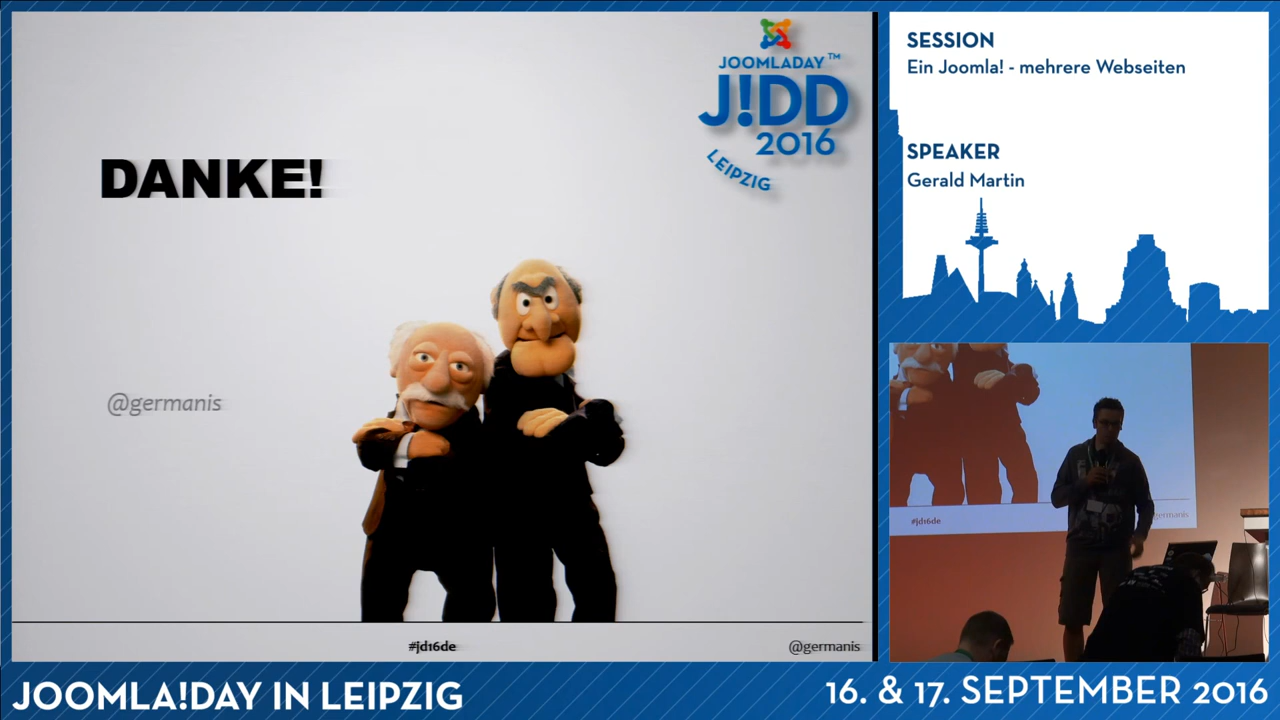 JOOMLADAY™
J!DD
2016
LEIPZIG
DANKE!
@germanis
#jd16de
@germanis
SESSION
Ein Joomla! - mehrere Webseiten
SPEAKER
Gerald Martin
#jd16de
germanis
JOOMLA!DAY IN LEIPZIG
16. & 17. SEPTEMBER 2016